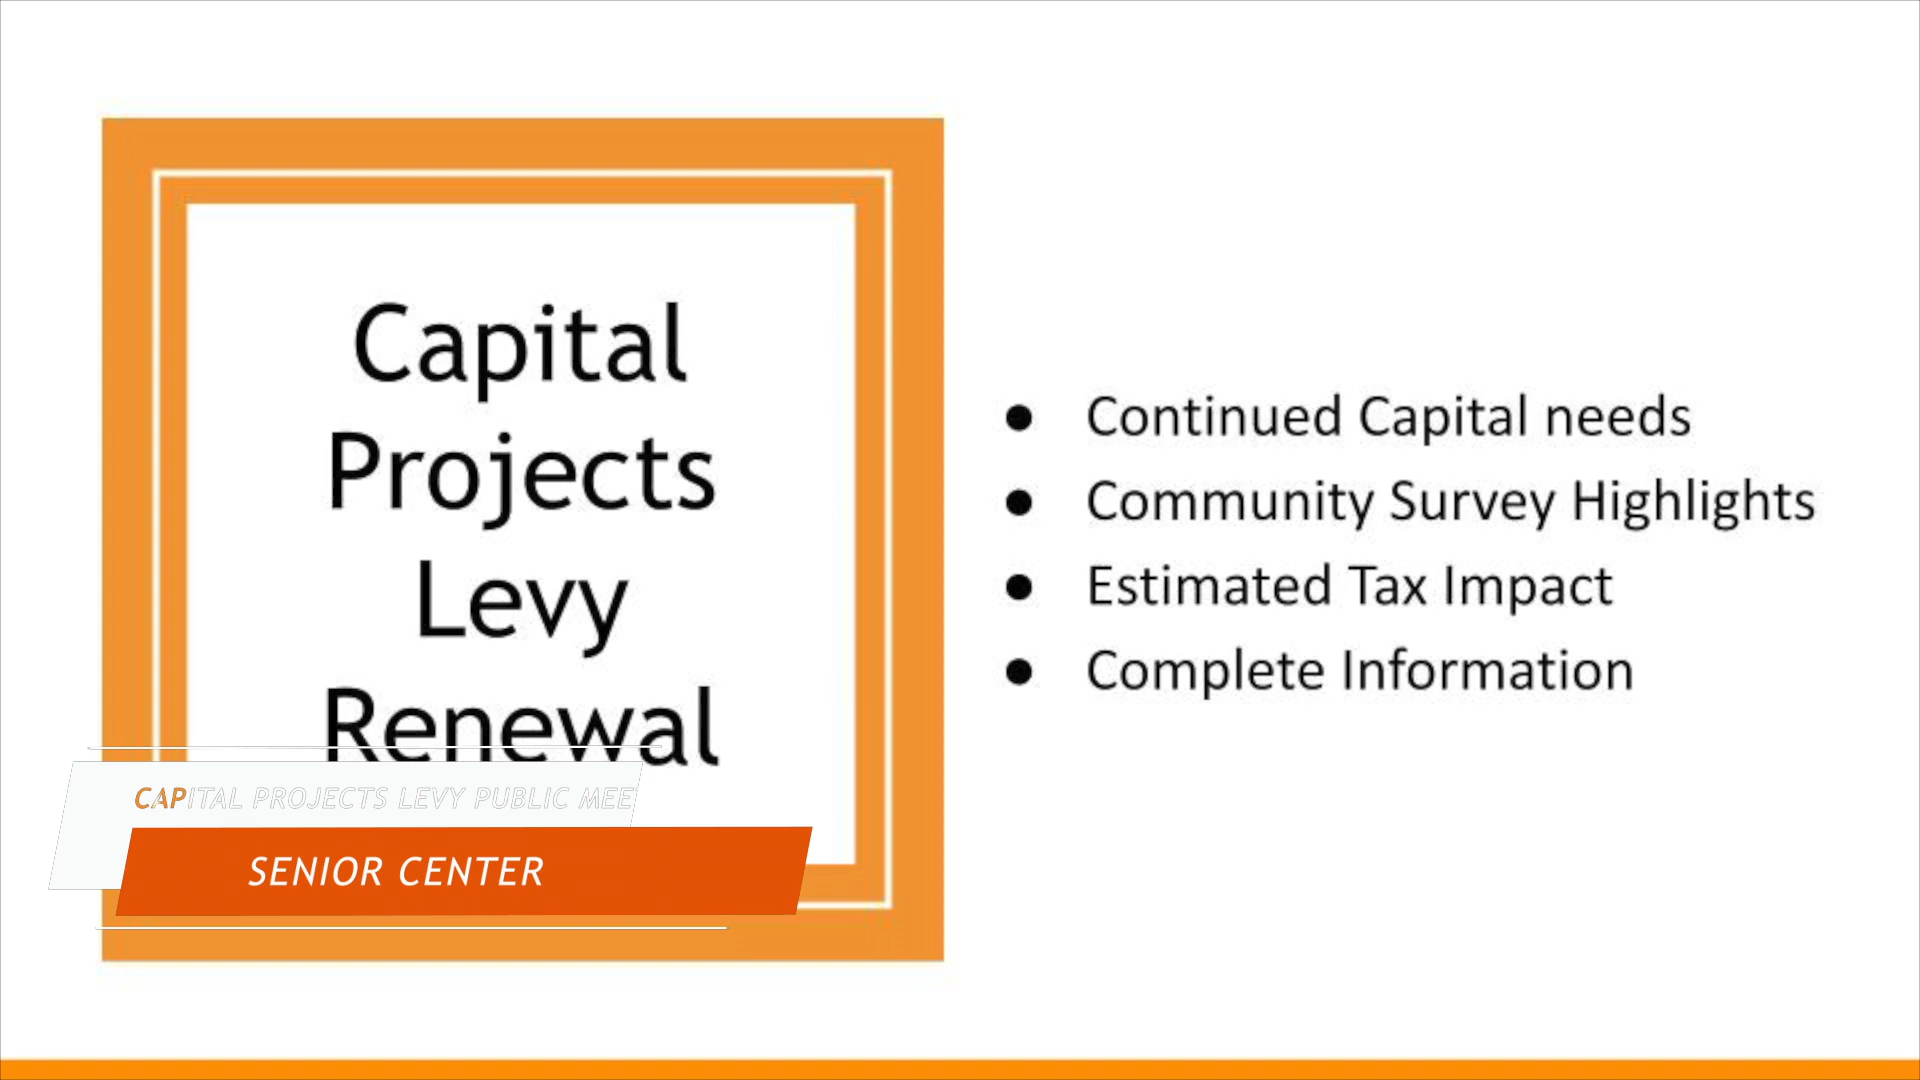 Capital
Projects
Levy
Renewal
CAPITAL PROJECTS LEVY PUBLIC
SENIOR CENTER
● Continued Capital needs
● Community Survey Highlights
● Estimated Tax Impact
● Complete Information